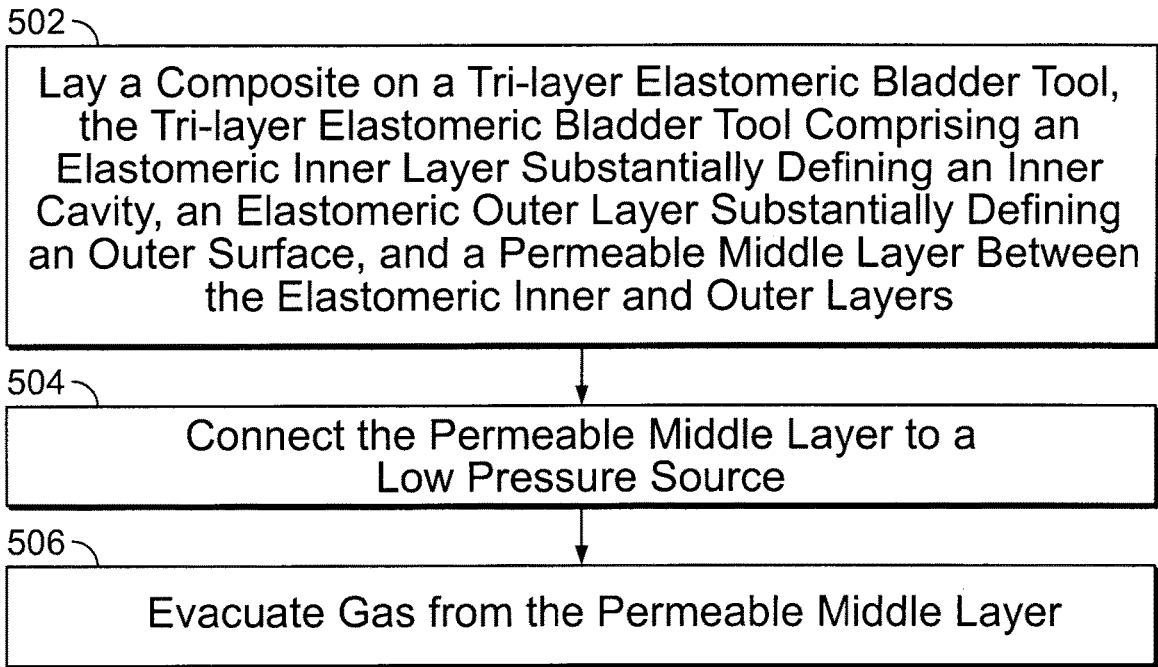 502
Lay a Composite on a Tri-layer Elastomeric Bladder Tool,
the Tri-layer Elastomeric Bladder Tool Comprising an
Elastomeric Inner Layer Substantially Defining an Inner
Cavity, an Elastomeric Outer Layer Substantially Defining
an Outer Surface, and a Permeable Middle Layer Between
the Elastomeric Inner and Outer Layers
504
Connect the Permeable Middle Layer to a
Low Pressure Source
506
Evacuate Gas from the Permeable Middle Layer